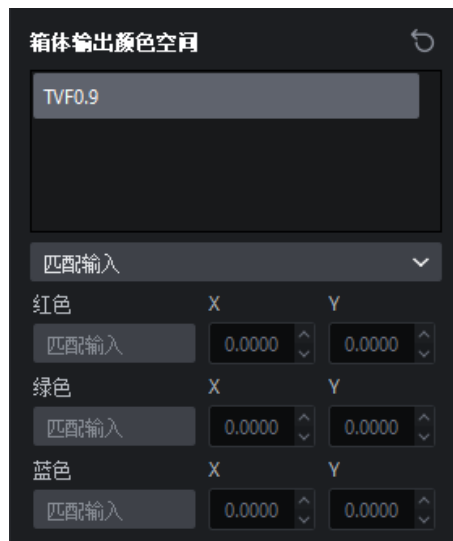 箱体输出颜色空间
TVF0.9
匹配输入
红色 X Y
匹配输入 0.0000 0.0000
绿色 X Y
匹配输入 0.0000 0.0000
蓝色 X Y
匹配输入 0.0000 0.0000